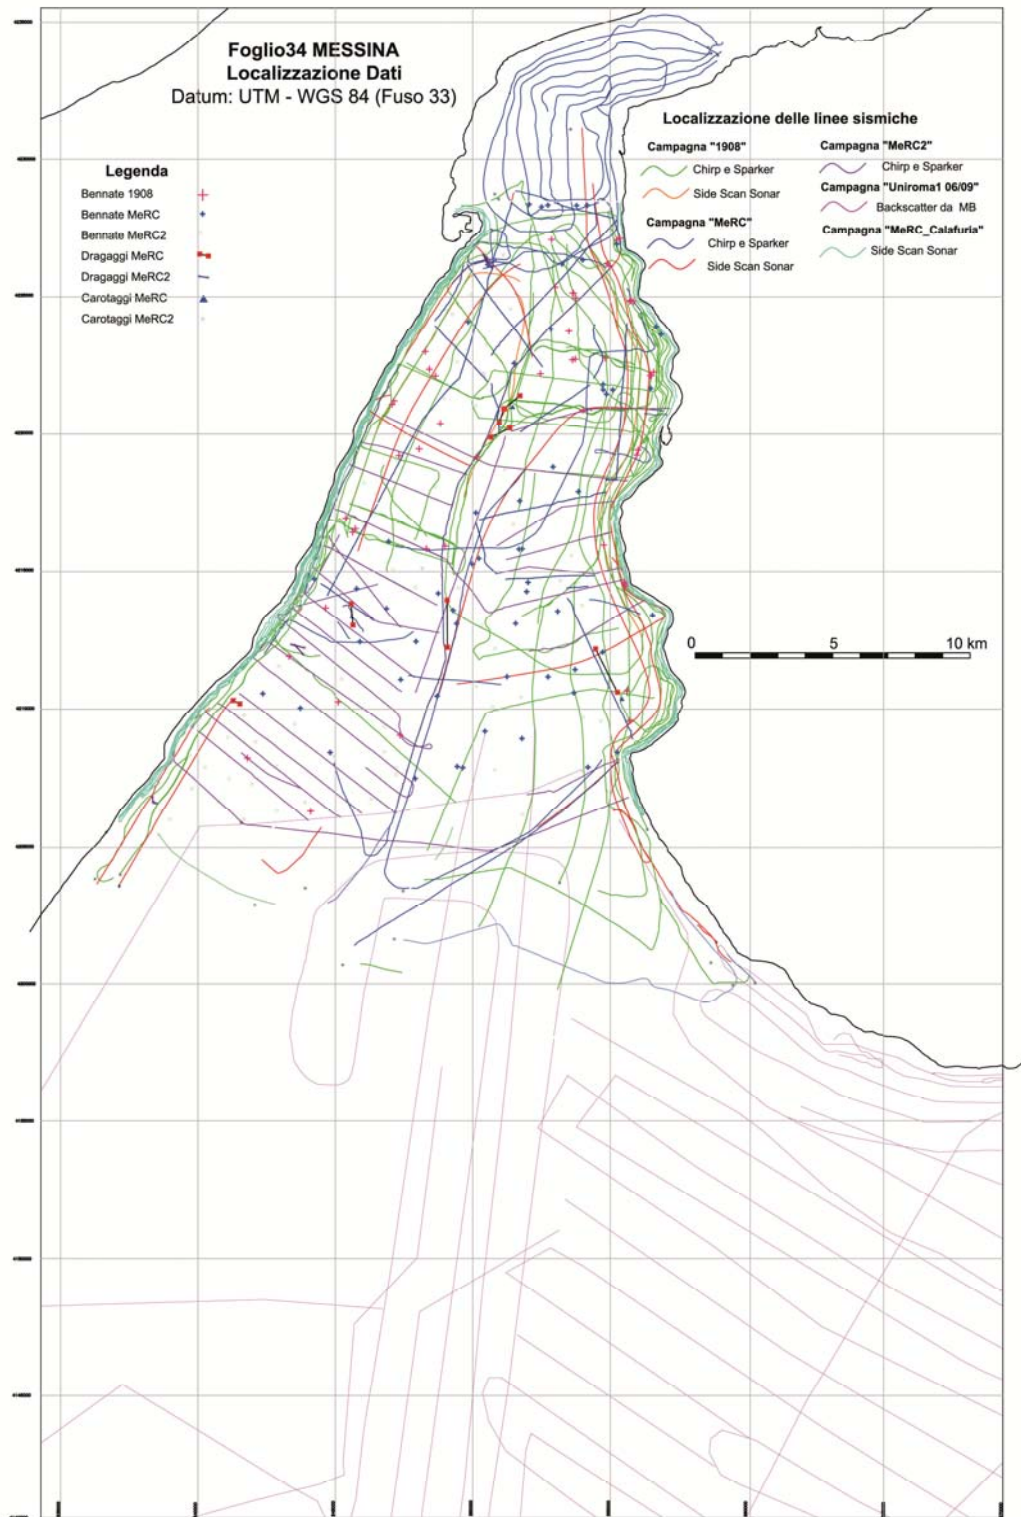 Foglio34 MESSINA
Localizzazione Dati
Datum: UTM - WGS 84 (Fuso 33)
Legenda
Bennate 1908
Bennate MeRC
Bennate MeRC2
Dragaggi MeRC
Dragaggi MeRC2
Carotaggi MeRC
Carotaggi MeRC2
Localizzazione delle linee sismiche
Campagna "1908"
Chirp e Sparker
Side Scan Sonar
Campagna "MeRC"
Chirp e Sparker
Side Scan Sonar
Campagna "MeRC2"
Chirp e Sparker
Campagna "Uniroma1 06/09"
Backscatter da MB
Campagna "MeRC_Calafuria"
Side Scan Sonar
0 5 10 km